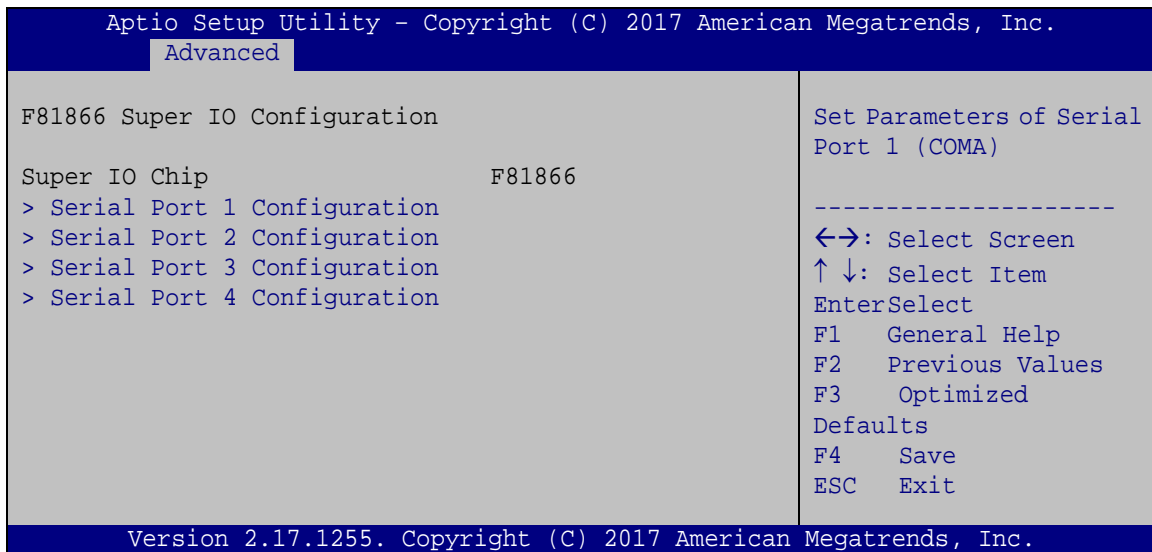 Aptio Setup Utility – Copyright (C) 2017 American Megatrends, Inc.
Advanced
F81866 Super IO Configuration
Super IO Chip F81866
> Serial Port 1 Configuration
> Serial Port 2 Configuration
> Serial Port 3 Configuration
> Serial Port 4 Configuration
Set Parameters of Serial
Port 1 (COMA)
---------------------
←→: Select Screen
↑ ↓: Select Item
EnterSelect
F1 General Help
F2 Previous Values
F3 Optimized
Defaults
F4 Save
ESC Exit
Version 2.17.1255. Copyright (C) 2017 American Megatrends, Inc.